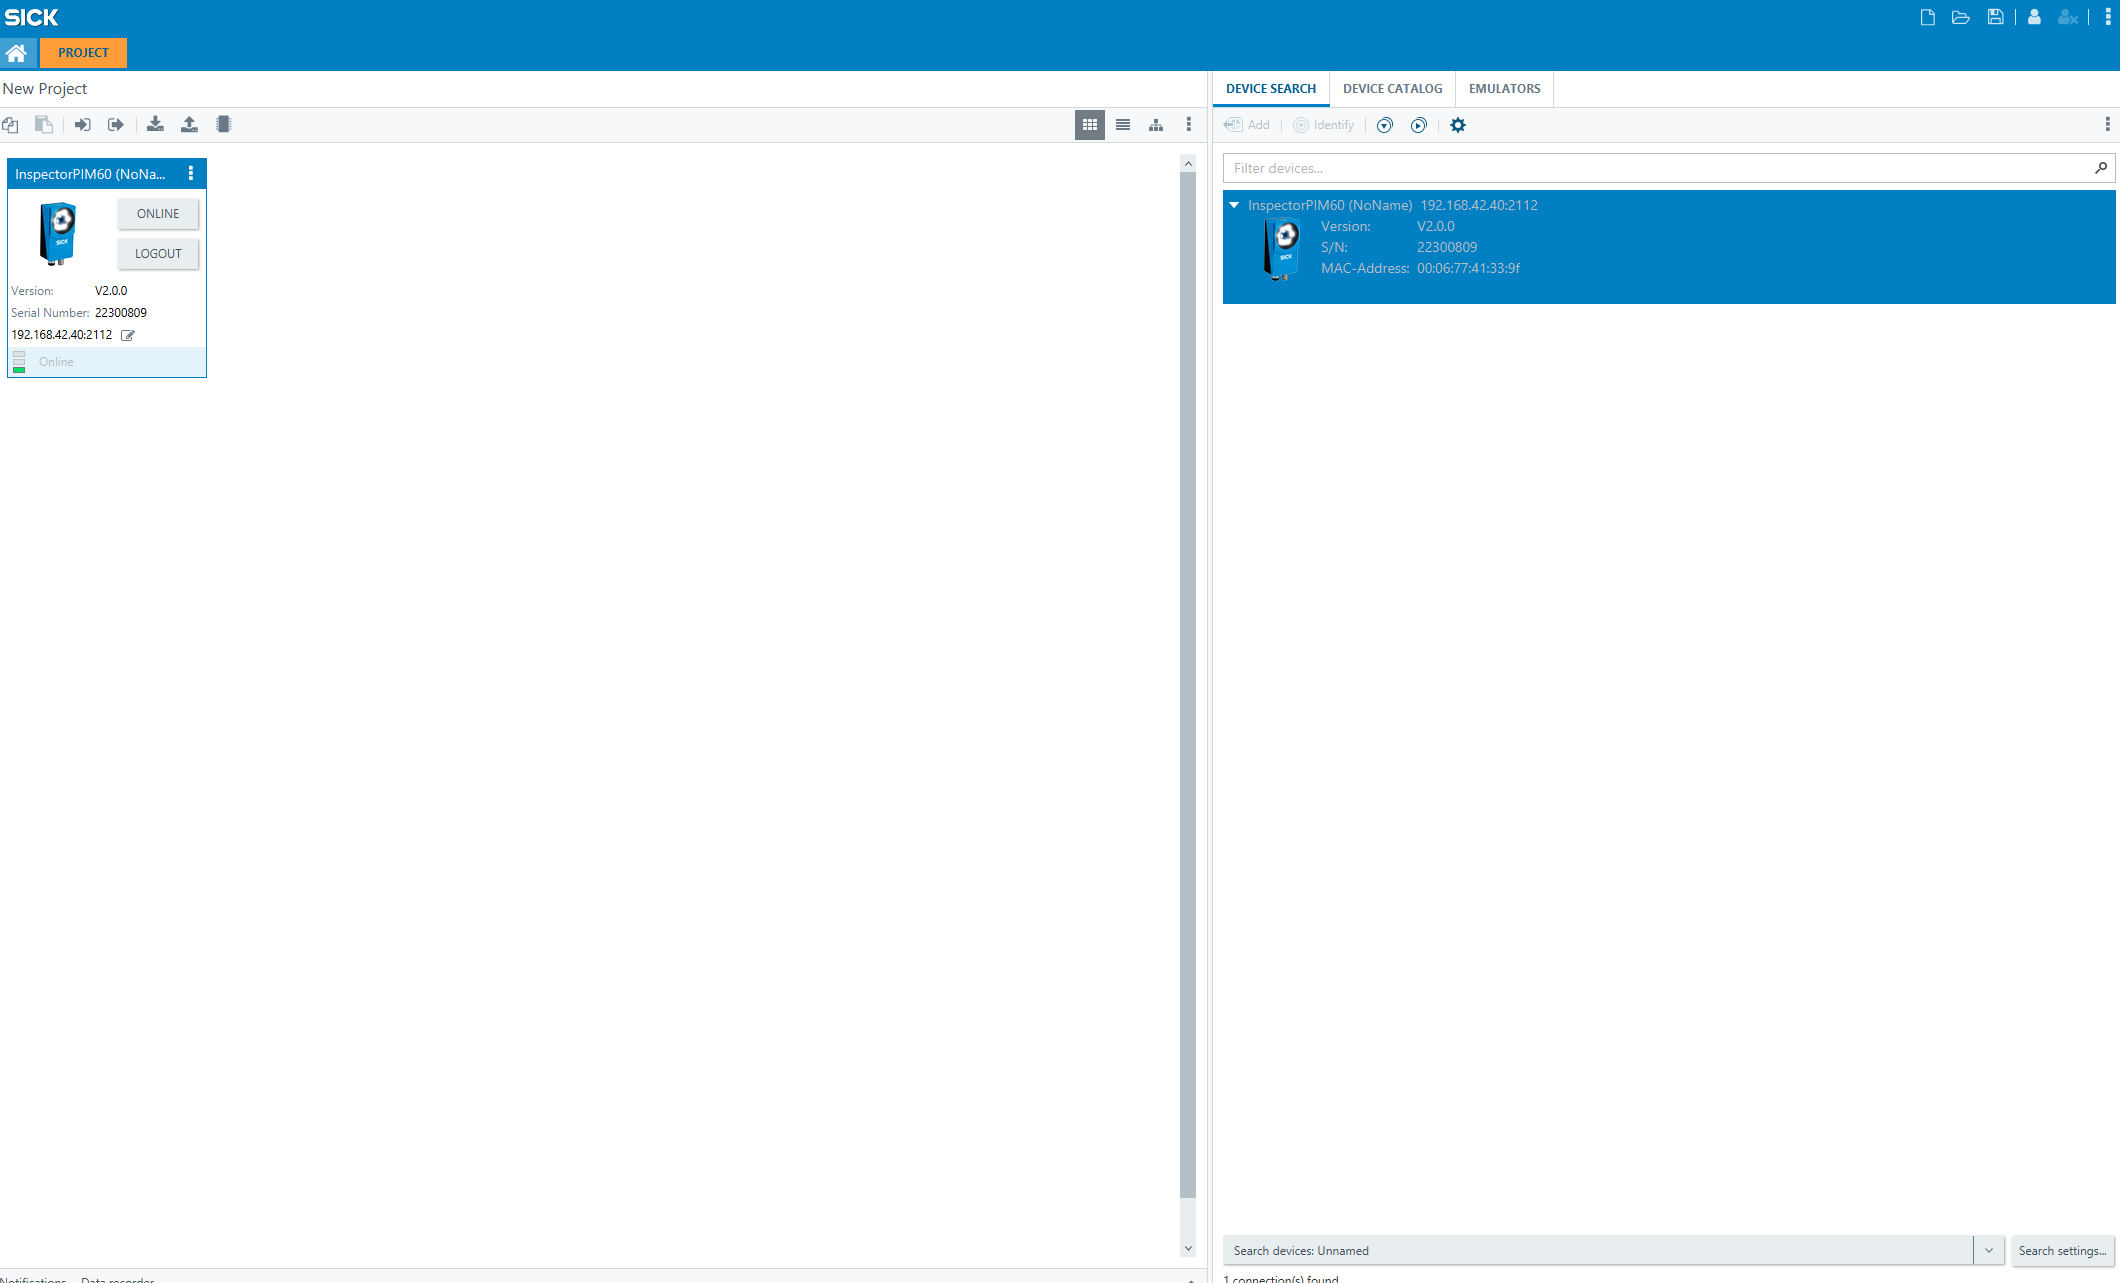 SICK
PROJECT
New Project
InspectorPIM60 (NoNa...
ONLINE
SICK
LOGOUT
Version: V2.0.0
Serial Number: 22300809
192.168.42.40:2112
Online
Notifications Data recorder
DEVICE SEARCH DEVICE CATALOG EMULATORS
Add Identify
Filter devices...
InspectorPIM60 (NoName) 192.168.42.40:2112
Version: V2.0.0
S/N: 22300809
SICK
MAC-Address: 00:06:77:41:33:9f
Search devices: Unnamed
Search settings...
1 connection(s) found